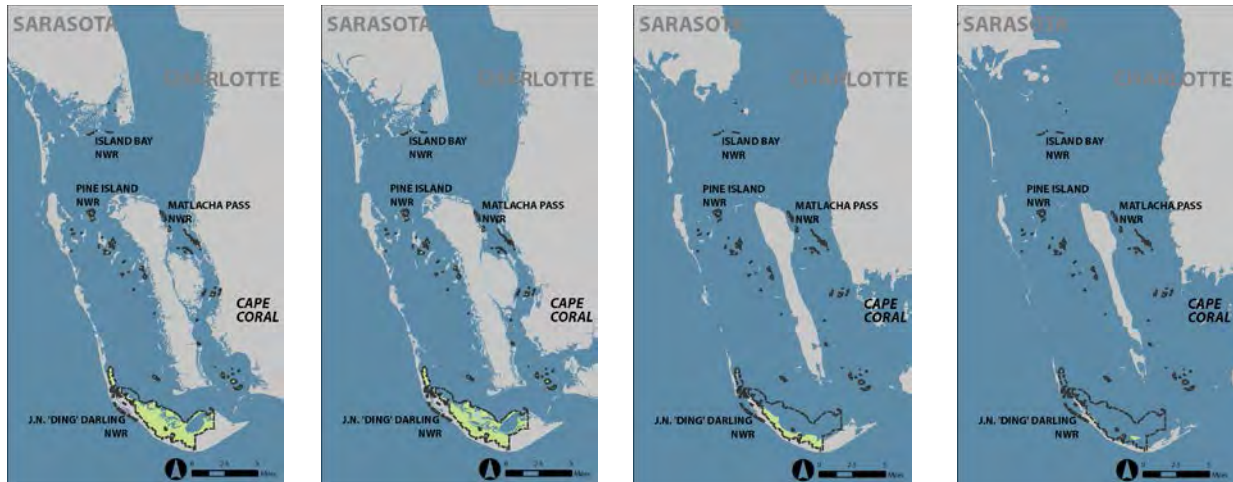 SARASOTA
CHARLOTTE
ISLAND BAY
NWR
PINE ISLAND
NWR
MATLACHA PASS
NWR
CAPE
CORAL
J.N. 'DING' DARLING
NWR
SARASOTA
CHARLOTTE
ISLAND BAY
NWR
PINE ISLAND
NWR
MATLACHA PASS
NWR
CAPE
CORAL
J.N. 'DING' DARLING
NWR
SARASOTA
CHARLOTTE
ISLAND BAY
NWR
PINE ISLAND
NWR
MATLACHA PASS
NWR
CAPE
CORAL
J.N. 'DING' DARLING
NWR
SARASOTA
CHARLOTTE
ISLAND BAY
NWR
PINE ISLAND
NWR
MATLACHA PASS
NWR
CAPE
CORAL
J.N. 'DING' DARLING
NWR